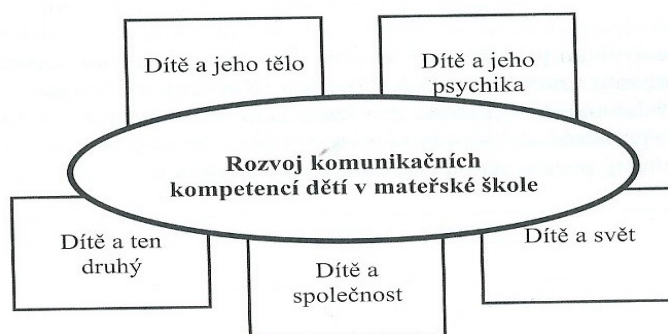 Dítě a jeho tělo
Dítě a jeho
psychika
Rozvoj komunikačních
kompetencí dětí v mateřské škole
Dítě a ten
druhý
Dítě a
společnost
Dítě a svět